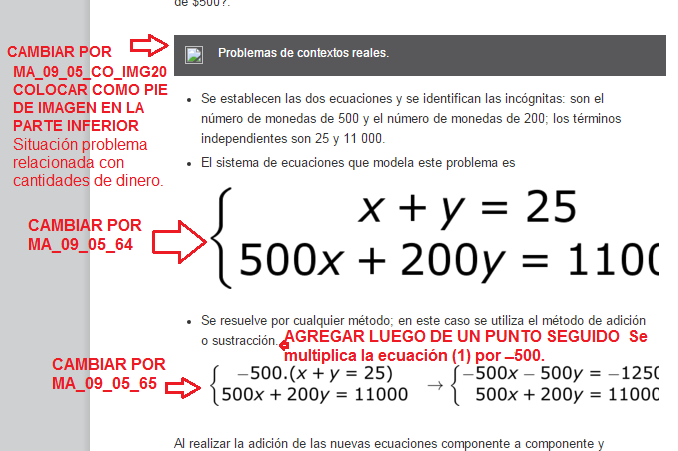 de $500?.
CAMBIAR POR
MA_09_05_CO_IMG20
COLOCAR COMO PIE
DE IMAGEN EN LA
PARTE INFERIOR
Situación problema
relacionada con
cantidades de dinero.
Problemas de contextos reales.
• Se establecen las dos ecuaciones y se identifican las incógnitas: son el
número de monedas de 500 y el número de monedas de 200; los términos
independientes son 25 y 11 000.
• El sistema de ecuaciones que modela este problema es
CAMBIAR POR
MA_09_05_64
x + y = 25
500x + 200y = 1100
• Se resuelve por cualquier método; en este caso se utiliza el método de adición
o sustracción.
AGREGAR LUEGO DE UN PUNTO SEGUIDO Se
multiplica la ecuación (1) por –500.
CAMBIAR POR
MA_09_05_65
−500.(x + y = 25) → −500x − 500y = −1250
500x + 200y = 11000 500x + 200y = 11000
Al realizar la adición de las nuevas ecuaciones componente a componente y